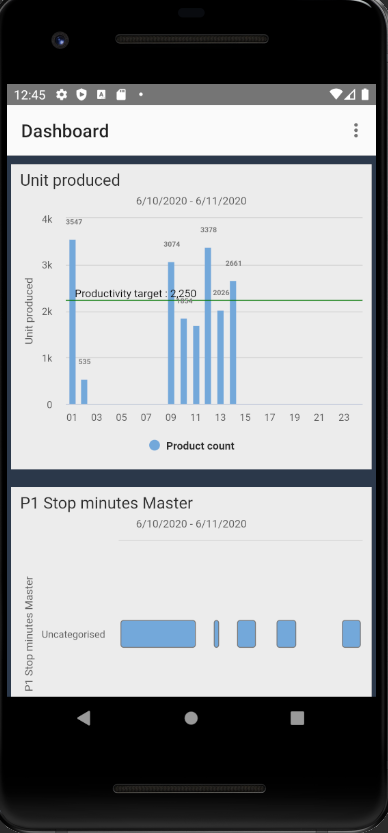 12:45
Dashboard
Unit produced
6/10/2020 - 6/11/2020
4k
3547
3378
3074
3k
2661
Productivity target : 2,250
2026
2k
535
1k
0
Unit produced
01 03 05 07 09 11 13 15 17 19 21 23
Product count
P1 Stop minutes Master
6/10/2020 - 6/11/2020
Uncategorised
P1 Stop minutes Master